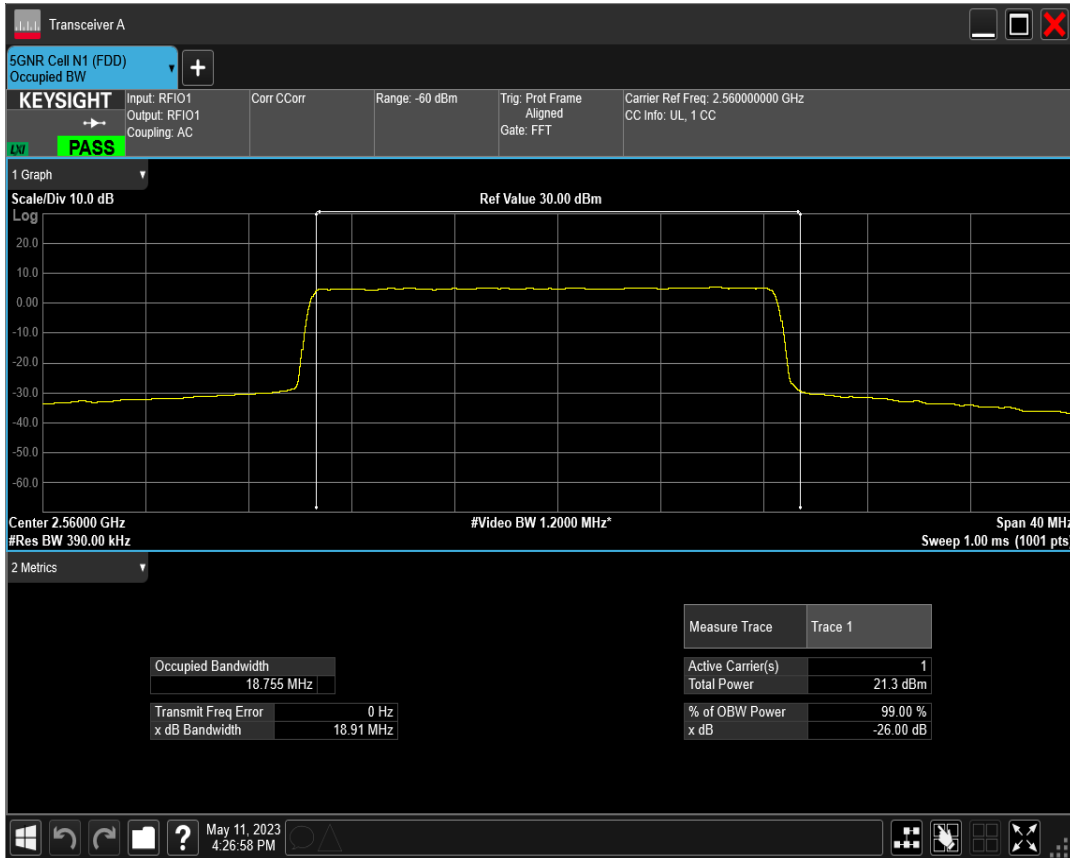 Transceiver A
5GNR Cell N1 (FDD)
Occupied BW
+
KEYSIGHT
LXI
PASS
Input: RFIO1
Output: RFIO1
Coupling: AC
Corr CCorr
Range: -60 dBm
Trig: Prot Frame
Aligned
Gate: FFT
Carrier Ref Freq: 2.560000000 GHz
CC Info: UL, 1 CC
1 Graph
Scale/Div 10.0 dB
Ref Value 30.00 dBm
Log
20.0
10.0
0.00
-10.0
-20.0
-30.0
-40.0
-50.0
-60.0
Center 2.56000 GHz
#Video BW 1.2000 MHz*
Span 40 MHz
#Res BW 390.00 kHz
Sweep 1.00 ms (1001 pts)
2 Metrics
Measure Trace Trace 1
Occupied Bandwidth
18.755 MHz
Active Carrier(s) 1
Total Power 21.3 dBm
Transmit Freq Error 0 Hz
x dB Bandwidth 18.91 MHz
% of OBW Power 99.00 %
x dB -26.00 dB
?
May 11, 2023
4:26:58 PM